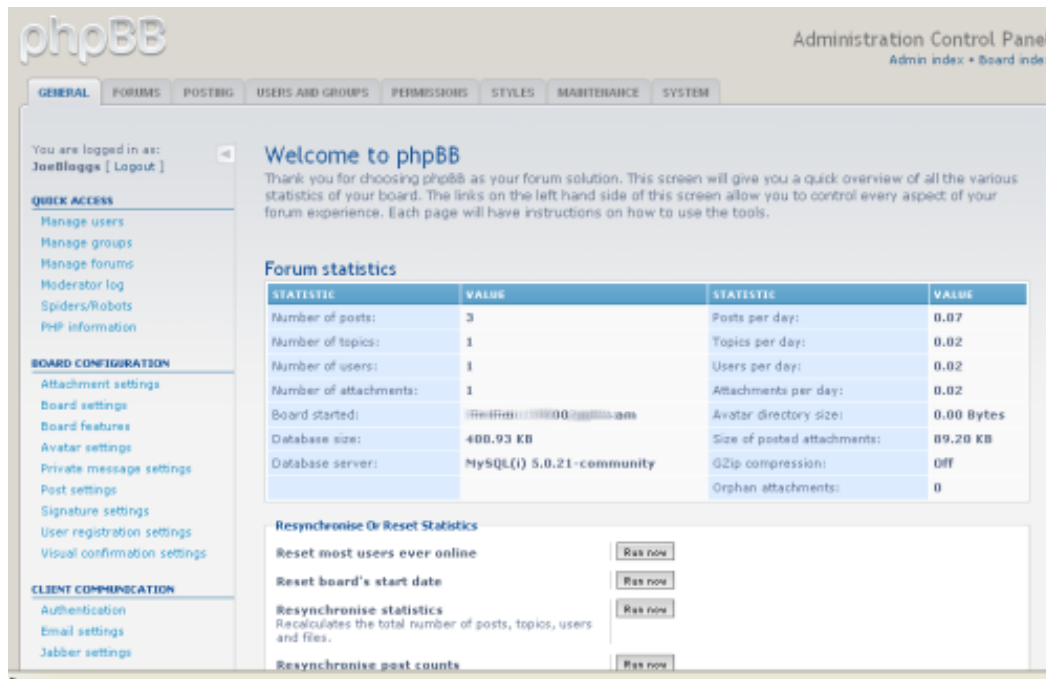 phpBB
Administration Control Pane
Admin index • Board inde
GENERAL FORUMS POSTING USERS AND GROUPS PERMISSIONS STYLES MAINTENANCE SYSTEM
You are logged in as:
JoeBloggs [ Logout ]
QUICK ACCESS
Manage users
Manage groups
Manage forums
Moderator log
Spiders/Robots
PHP information
BOARD CONFIGURATION
Attachment settings
Board settings
Board features
Avatar settings
Private message settings
Post settings
Signature settings
User registration settings
Visual confirmation settings
CLIENT COMMUNICATION
Authentication
Email settings
Jabber settings
Welcome to phpBB
Thank you for choosing phpBB as your forum solution. This screen will give you a quick overview of all the various
statistics of your board. The links on the left hand side of this screen allow you to control every aspect of your
forum experience. Each page will have instructions on how to use the tools.
Forum statistics
STATISTIC VALUE STATISTIC VALUE
Number of posts: 3 Posts per day: 0.07
Number of topics: 1 Topics per day: 0.02
Number of users: 1 Users per day: 0.02
Number of attachments: 1 Attachments per day: 0.02
Board started: am Avatar directory size: 0.00 Bytes
Database size: 400.93 KB Size of posted attachments: 89.20 KB
Database server: MySQL(i) 5.0.21-community GZip compression: Off
Orphan attachments: 0
Resynchronise Or Reset Statistics
Reset most users ever online Run now
Reset board's start date Run now
Resynchronise statistics Run now
Recalculates the total number of posts, topics, users
and files.
Resynchronise post counts Run now